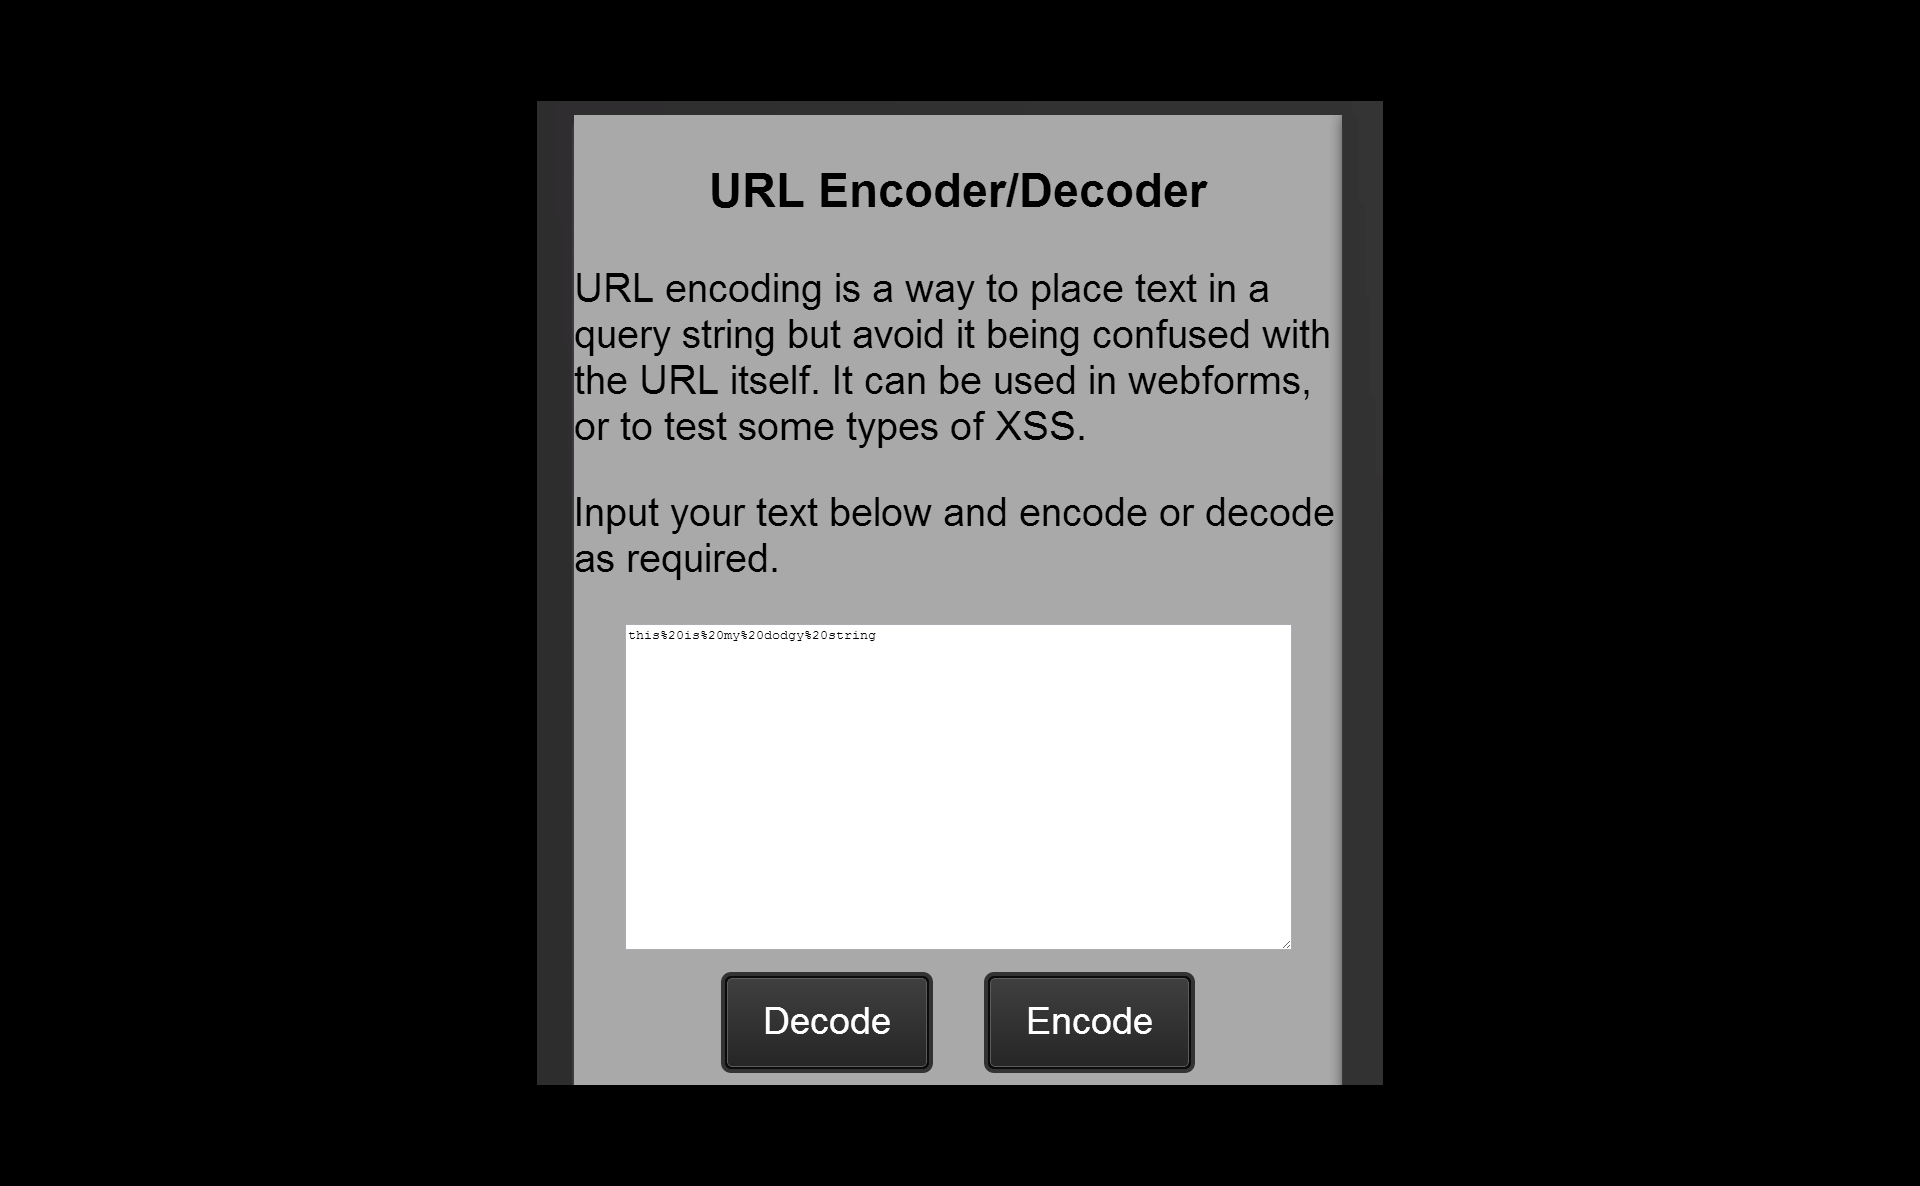 URL Encoder/Decoder
URL encoding is a way to place text in a
query string but avoid it being confused with
the URL itself. It can be used in webforms,
or to test some types of XSS.
Input your text below and encode or decode
as required.
this%20is%20my%20dodgy%20string
Decode
Encode